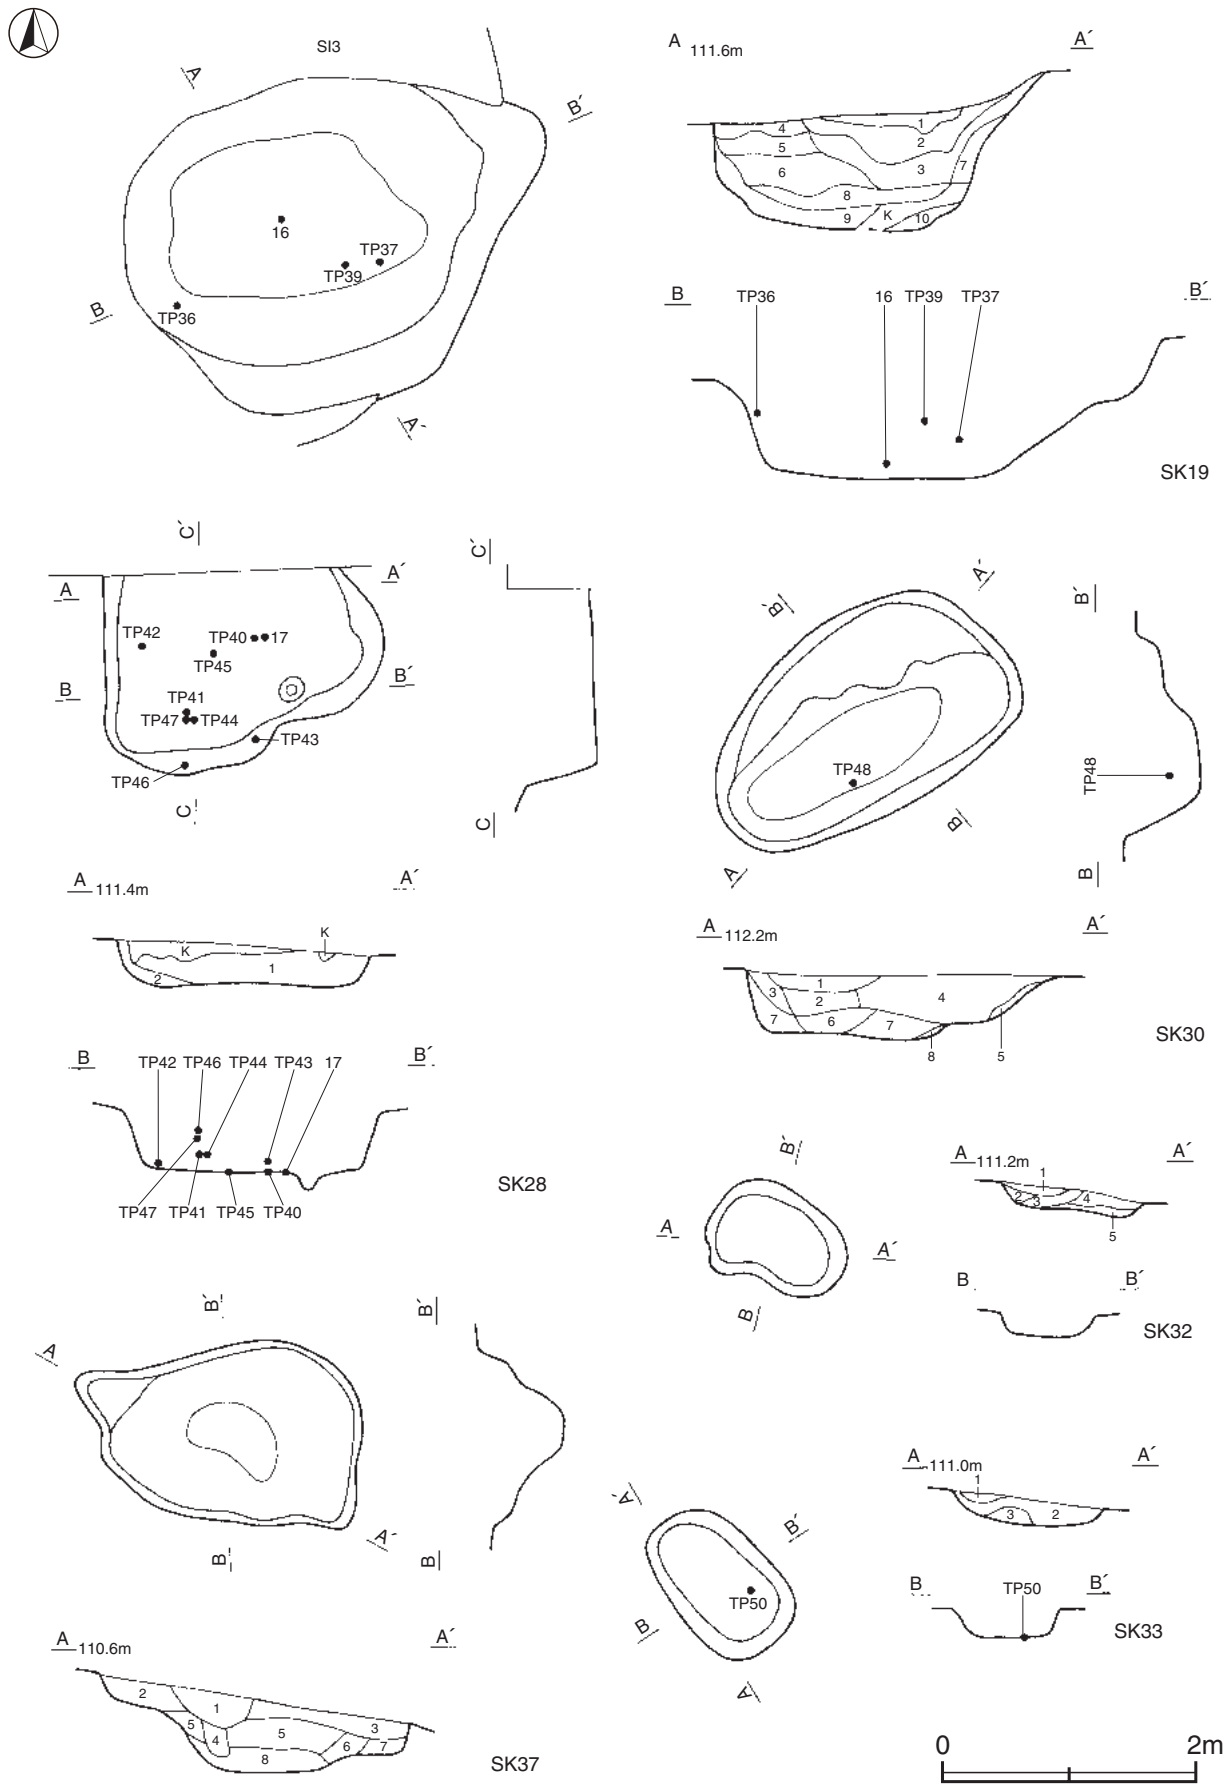 SI3
A
B´
16
TP37
TP39
B
TP36
A´
A 111.6m A´
4
1
5
2
6
3
7
8
9
K
10
B
TP36
16
TP39
TP37
B´
SK19
C´
A
A´
TP42
TP40
17
TP45
B
B´
TP41
TP47
TP44
TP43
TP46
C
C´
C
A 111.4m A´
K
K
1
2
B
TP42
TP46
TP44
TP43
17
B´
TP47
TP41
TP45
TP40
SK28
A´
B´
TP48
B
A
B´
TP48
B
A 112.2m A´
1
3
2
4
7
6
7
8
5
SK30
B´
A
A´
B
A 111.2m A´
1
2
3
4
5
B B´
SK32
B´
A
A´
B
B´
B
A 110.6m A´
2
1
5
4
5
3
6
7
8
SK37
A´
B´
TP50
B
A
A 111.0m A´
1
3
2
B
TP50
B´
SK33
0 2m